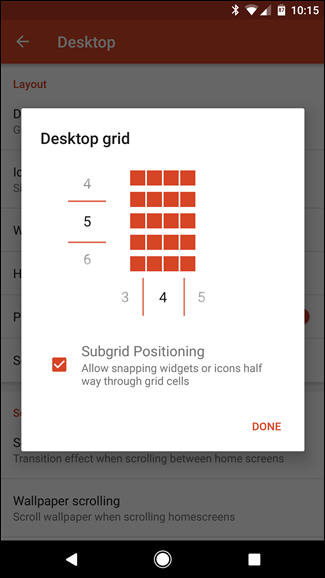 10:15
Desktop
Layout
D
G
Desktop grid
Ic
Si
4
5
W
6
H
3 4 5
P
Subgrid Positioning
Allow snapping widgets or icons half
way through grid cells
S
DONE
S
S
Transition effect when scrolling between home screens
Wallpaper scrolling
Scroll wallpaper when scrolling homescreens